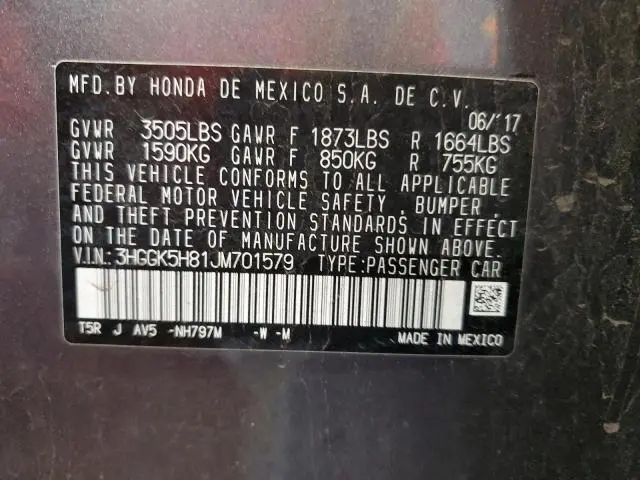 MFD.BY HONDA DE MEXICO S.A. DE C.V.
06/'17
GVWR 3505LBS GAWR F 1873LBS R 1664LBS
GVWR 1590KG GAWR F 850KG R 755KG
THIS VEHICLE CONFORMS TO ALL APPLICABLE
FEDERAL MOTOR VEHICLE SAFETY, BUMPER,
AND THEFT PREVENTION STANDARDS IN EFFECT
ON THE DATE OF MANUFACTURE SHOWN ABOVE.
V.I.N.:3HGGK5H81JM701579 TYPE:PASSENGER CAR
T5R J AV5 -NH797M -W -M MADE IN MEXICO